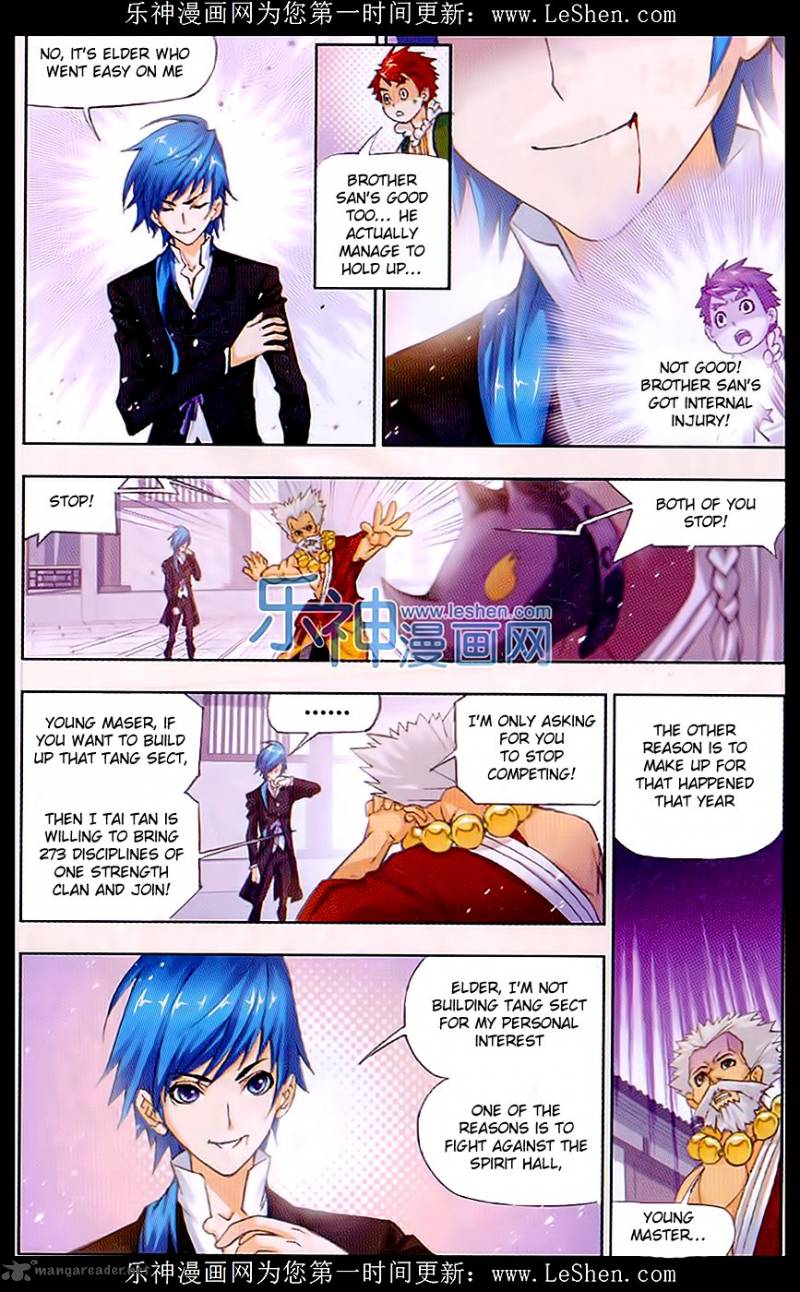 乐神漫画网为您第一时间更新：www.LeShen.com
NO, IT'S ELDER WHO
WENT EASY ON ME
BROTHER
SAN'S GOOD
TOO... HE
ACTUALLY
MANAGE TO
HOLD UP...
NOT GOOD!
BROTHER SAN'S
GOT INTERNAL
INJURY!
STOP!
BOTH OF YOU
STOP!
www.leshen.com
乐神漫画网
YOUNG MASER, IF
YOU WANT TO BUILD
UP THAT TANG SECT,
THEN I TAI TAN IS
WILLING TO BRING
273 DISCIPLINES OF
ONE STRENGTH
CLAN AND JOIN!
......
I'M ONLY ASKING
FOR YOU
TO STOP
COMPETING!
THE OTHER
REASON IS TO
MAKE UP FOR
THAT HAPPENED
THAT YEAR
ELDER, I'M NOT
BUILDING TANG SECT
FOR MY PERSONAL
INTEREST
ONE OF THE
REASONS IS TO
FIGHT AGAINST THE
SPIRIT HALL,
YOUNG
MASTER...
mangareader.net
乐神漫画网为您第一时间更新：www.LeShen.com